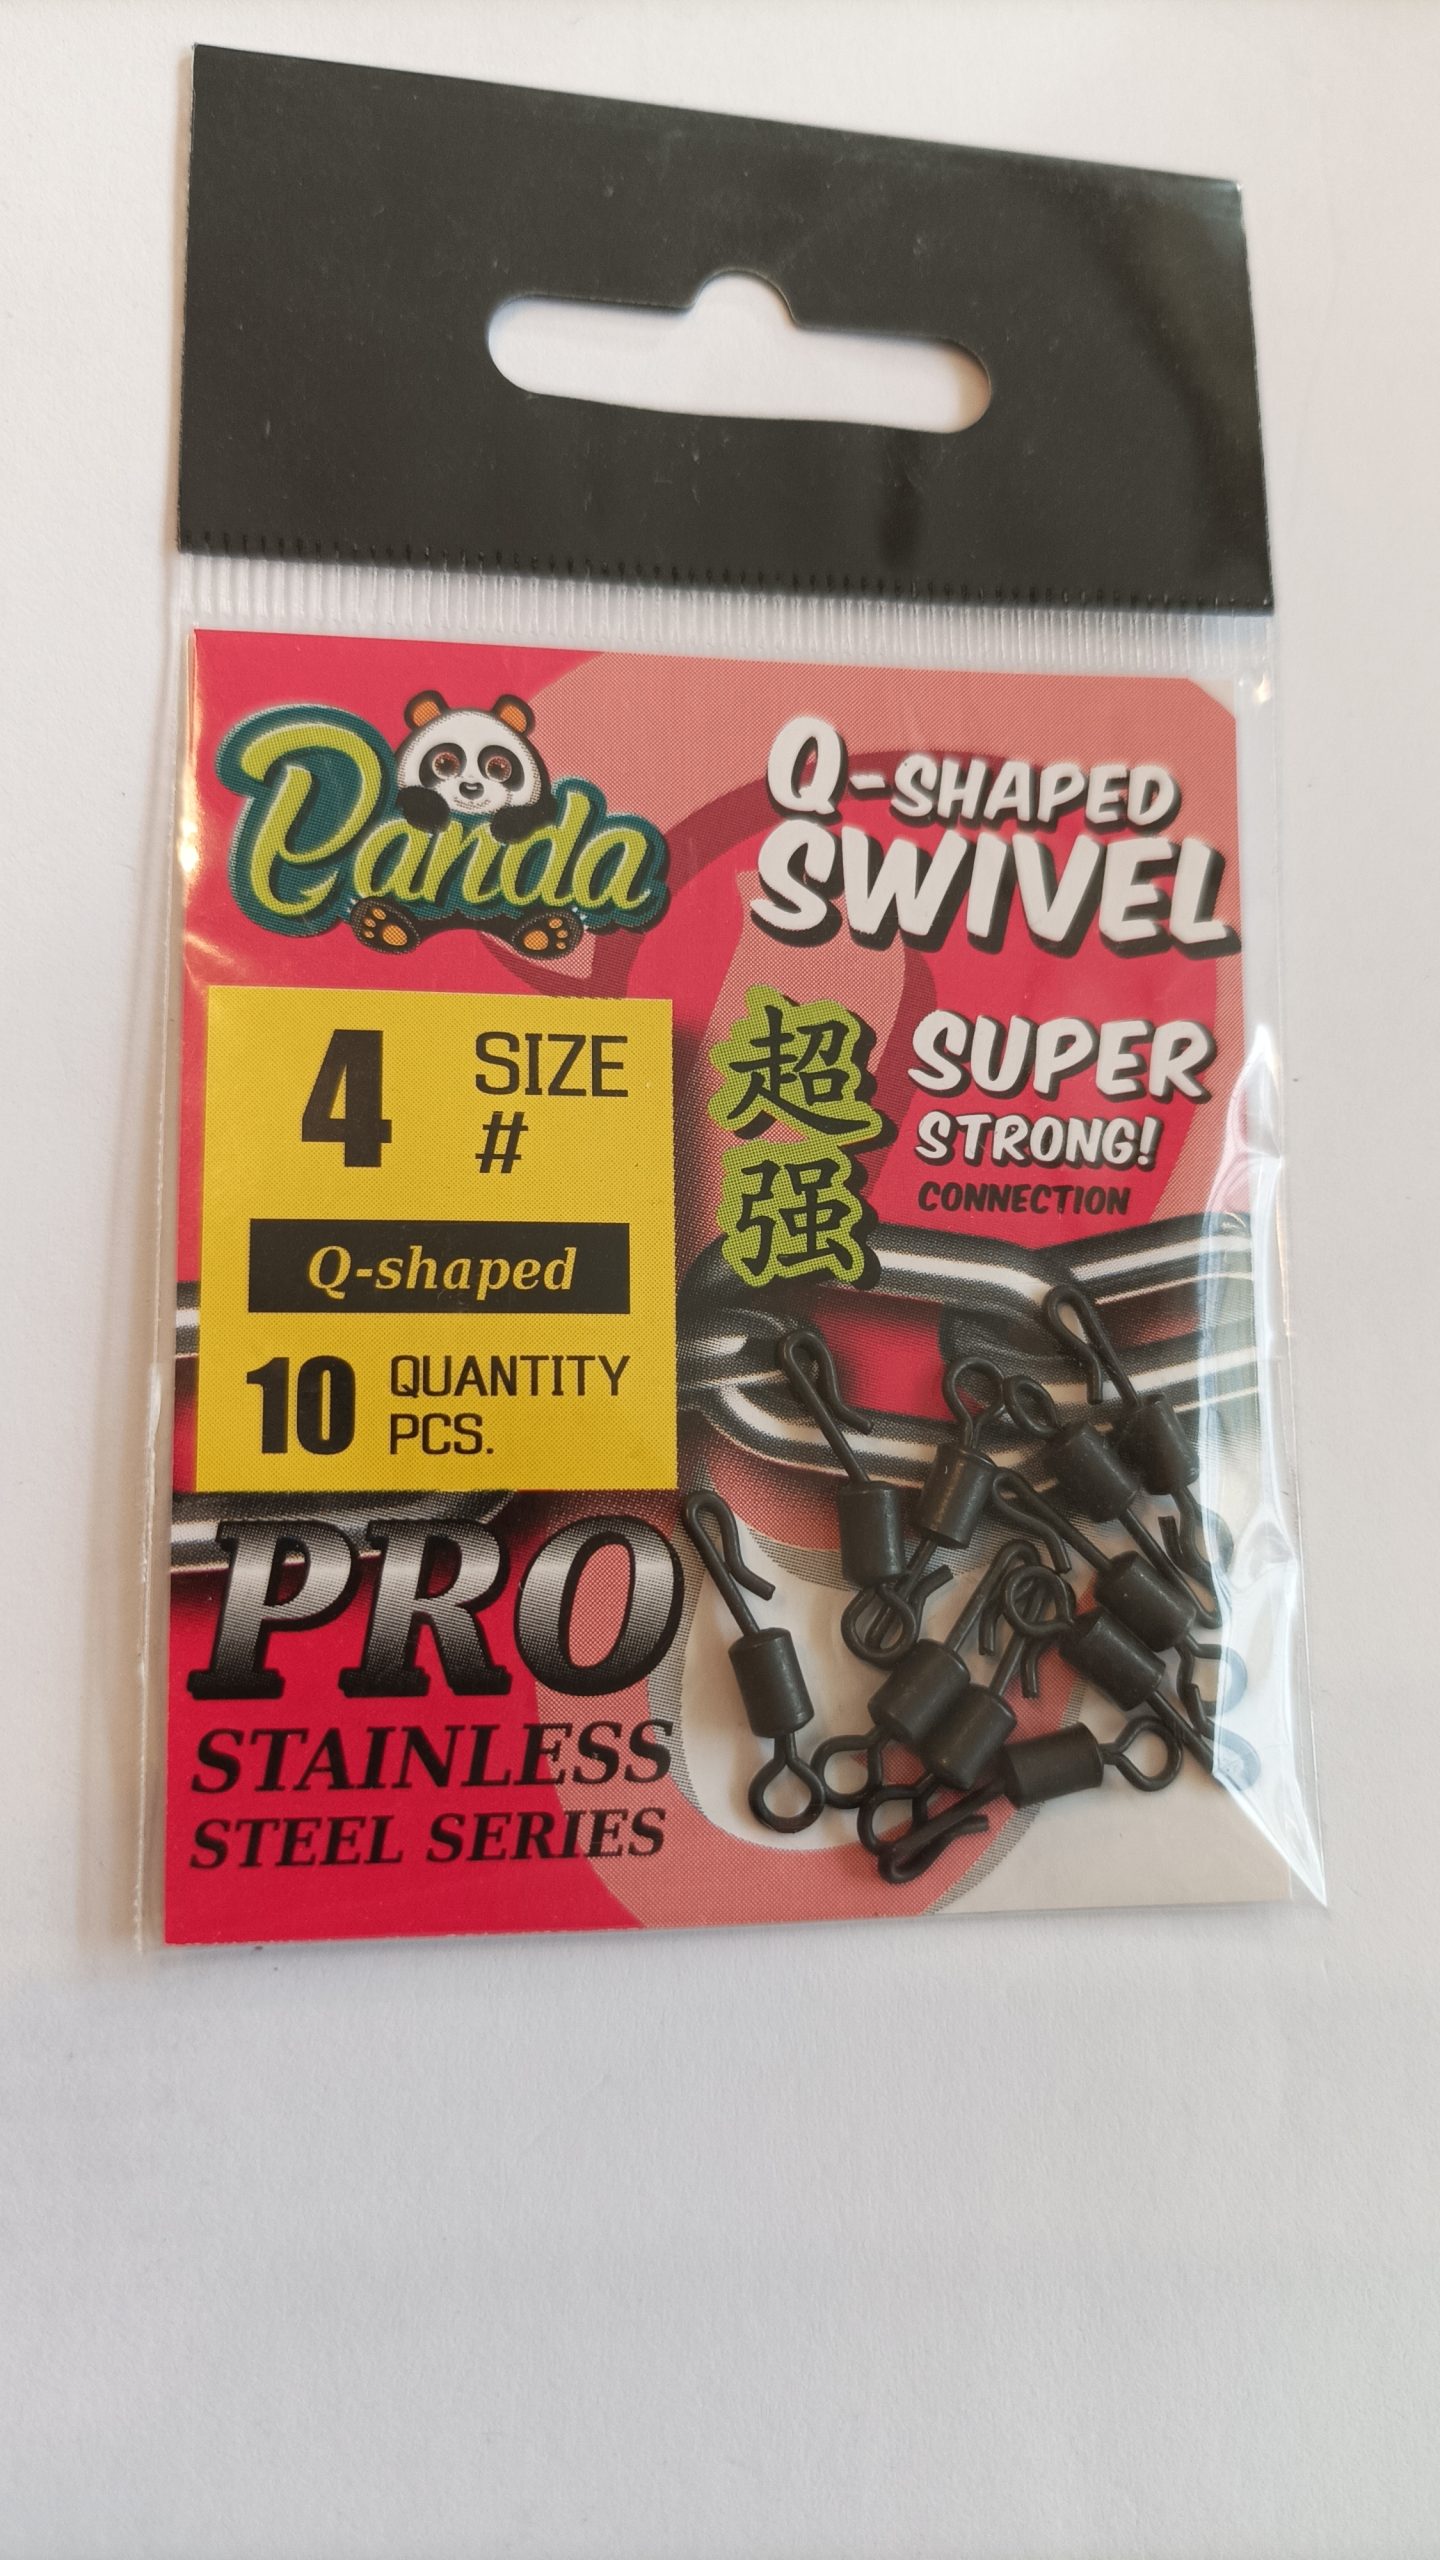 Panda
Q-SHAPED
SWIVEL
超
强
SUPER
STRONG!
CONNECTION
4 SIZE
#
Q-shaped
10 QUANTITY
PCS.
PRO
STAINLESS
STEEL SERIES